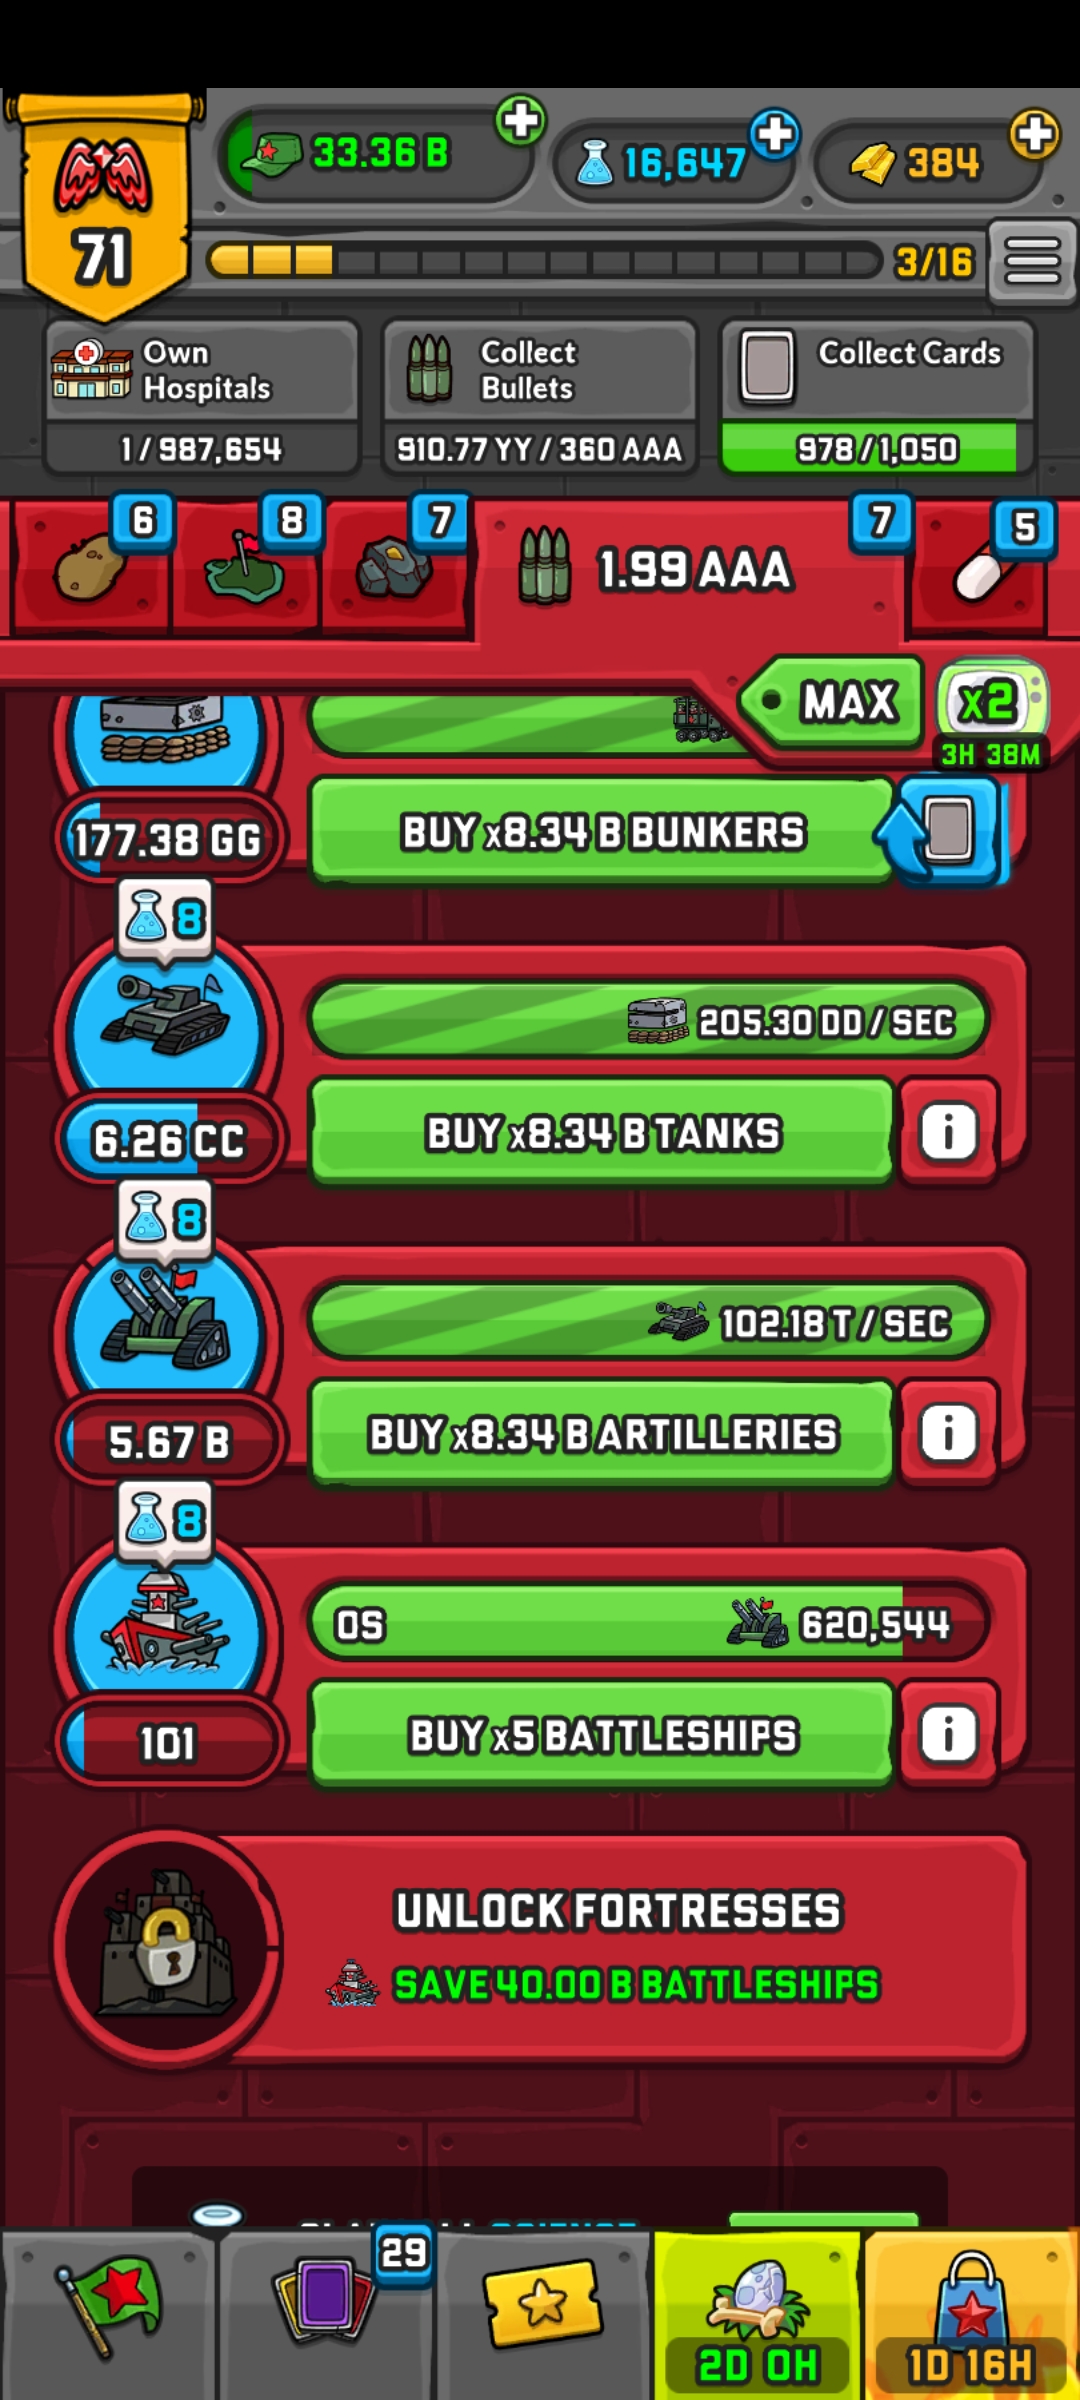 33.36 B
16,647
384
71
3/16
Own
Hospitals
1/987,654
Collect
Bullets
910.77 YY/360 AAA
Collect Cards
978/1,050
6
8
7
1.99 AAA
7
5
MAX
x2
3H 38M
177.38 GG
BUY x8.34 B BUNKERS
8
205.30 DD/SEC
6.26 CC
BUY x8.34 B TANKS
8
102.18 T/SEC
5.67 B
BUY x8.34 B ARTILLERIES
8
0S
620,544
101
BUY x5 BATTLESHIPS
UNLOCK FORTRESSES
SAVE 40.00 B BATTLESHIPS
29
2D 0H
1D 16H